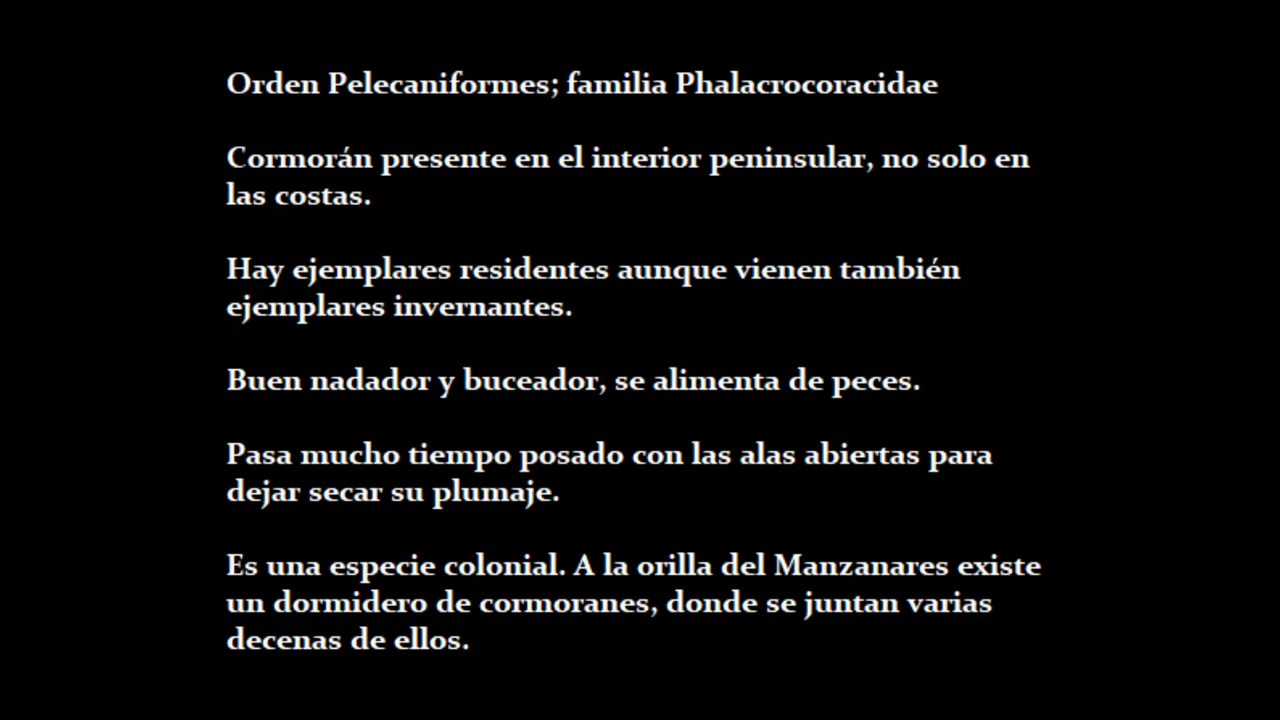 Orden Pelecaniformes; familia Phalacrocoracidae
Cormorán presente en el interior peninsular, no solo en
las costas.
Hay ejemplares residentes aunque vienen también
ejemplares invernantes.
Buen nadador y buceador, se alimenta de peces.
Pasa mucho tiempo posado con las alas abiertas para
dejar secar su plumaje.
Es una especie colonial. A la orilla del Manzanares existe
un dormidero de cormoranes, donde se juntan varias
decenas de ellos.